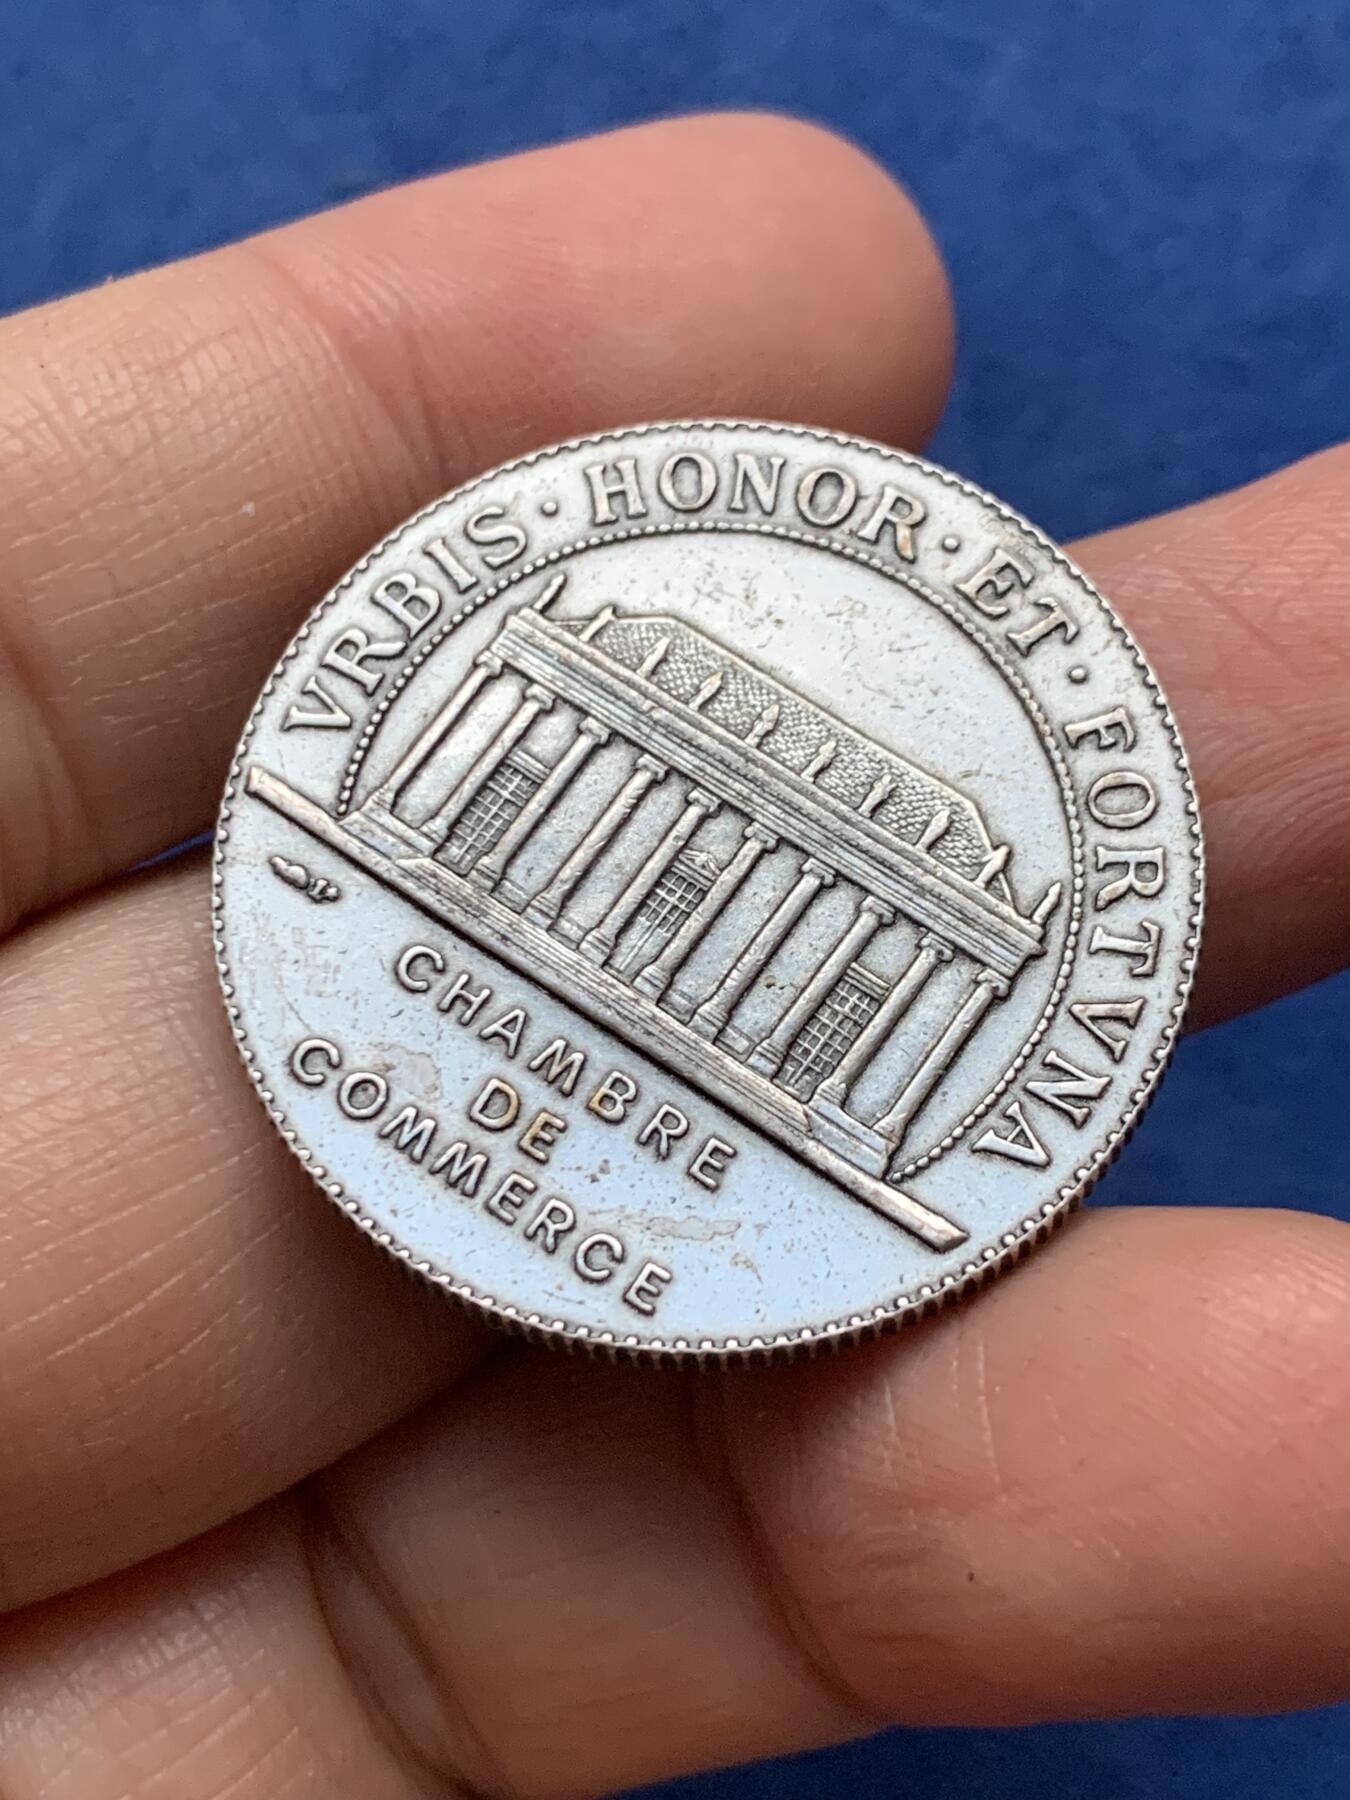 VRBIS · HONOR · ET · FORTVNA
CHAMBRE
DE
COMMERCE